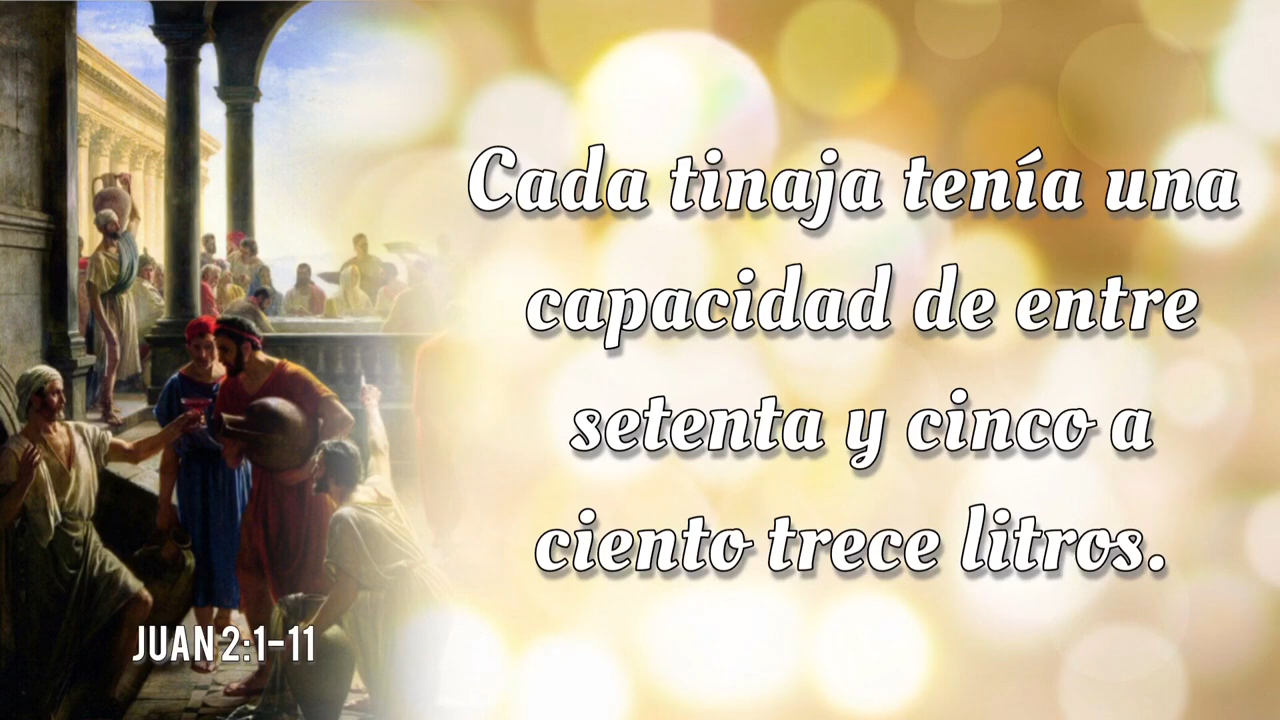 Cada tinaja tenía una
capacidad de entre
setenta y cinco a
ciento trece litros.
JUAN 2:1-11